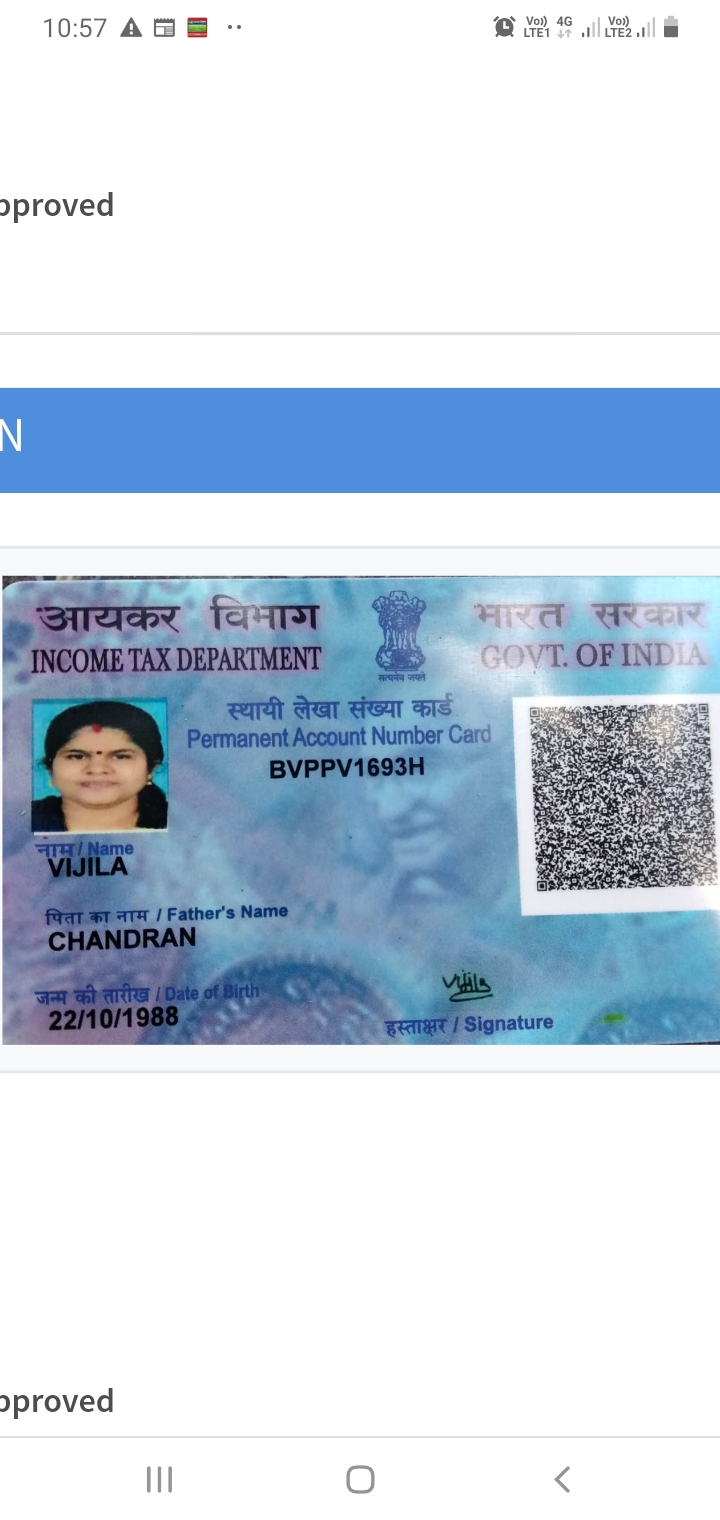 10:57
Vo)) 4G Vo))
LTE1 LTE2
pproved
N
आयकर विभाग
भारत सरकार
INCOME TAX DEPARTMENT
GOVT. OF INDIA
सत्यमेव जयते
स्थायी लेखा संख्या कार्ड
Permanent Account Number Card
BVPPV1693H
नाम / Name
VIJILA
पिता का नाम / Father's Name
CHANDRAN
जन्म की तारीख / Date of Birth
22/10/1988
Vijila
हस्ताक्षर / Signature
pproved